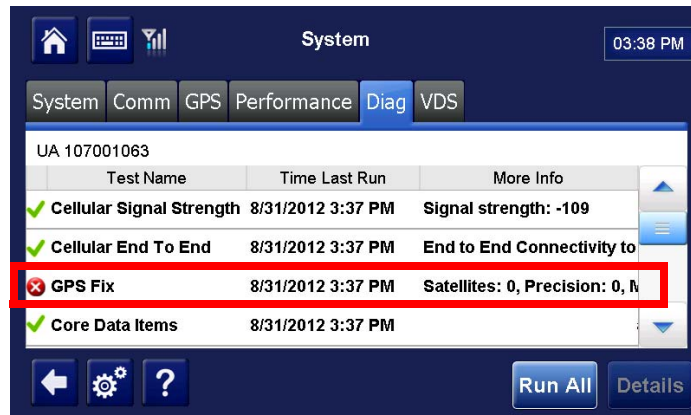 System
03:38 PM
System Comm GPS Performance Diag VDS
UA 107001063
Test Name Time Last Run More Info
Cellular Signal Strength 8/31/2012 3:37 PM Signal strength: -109
Cellular End To End 8/31/2012 3:37 PM End to End Connectivity to
GPS Fix 8/31/2012 3:37 PM Satellites: 0, Precision: 0,
Core Data Items 8/31/2012 3:37 PM
? Run All Details